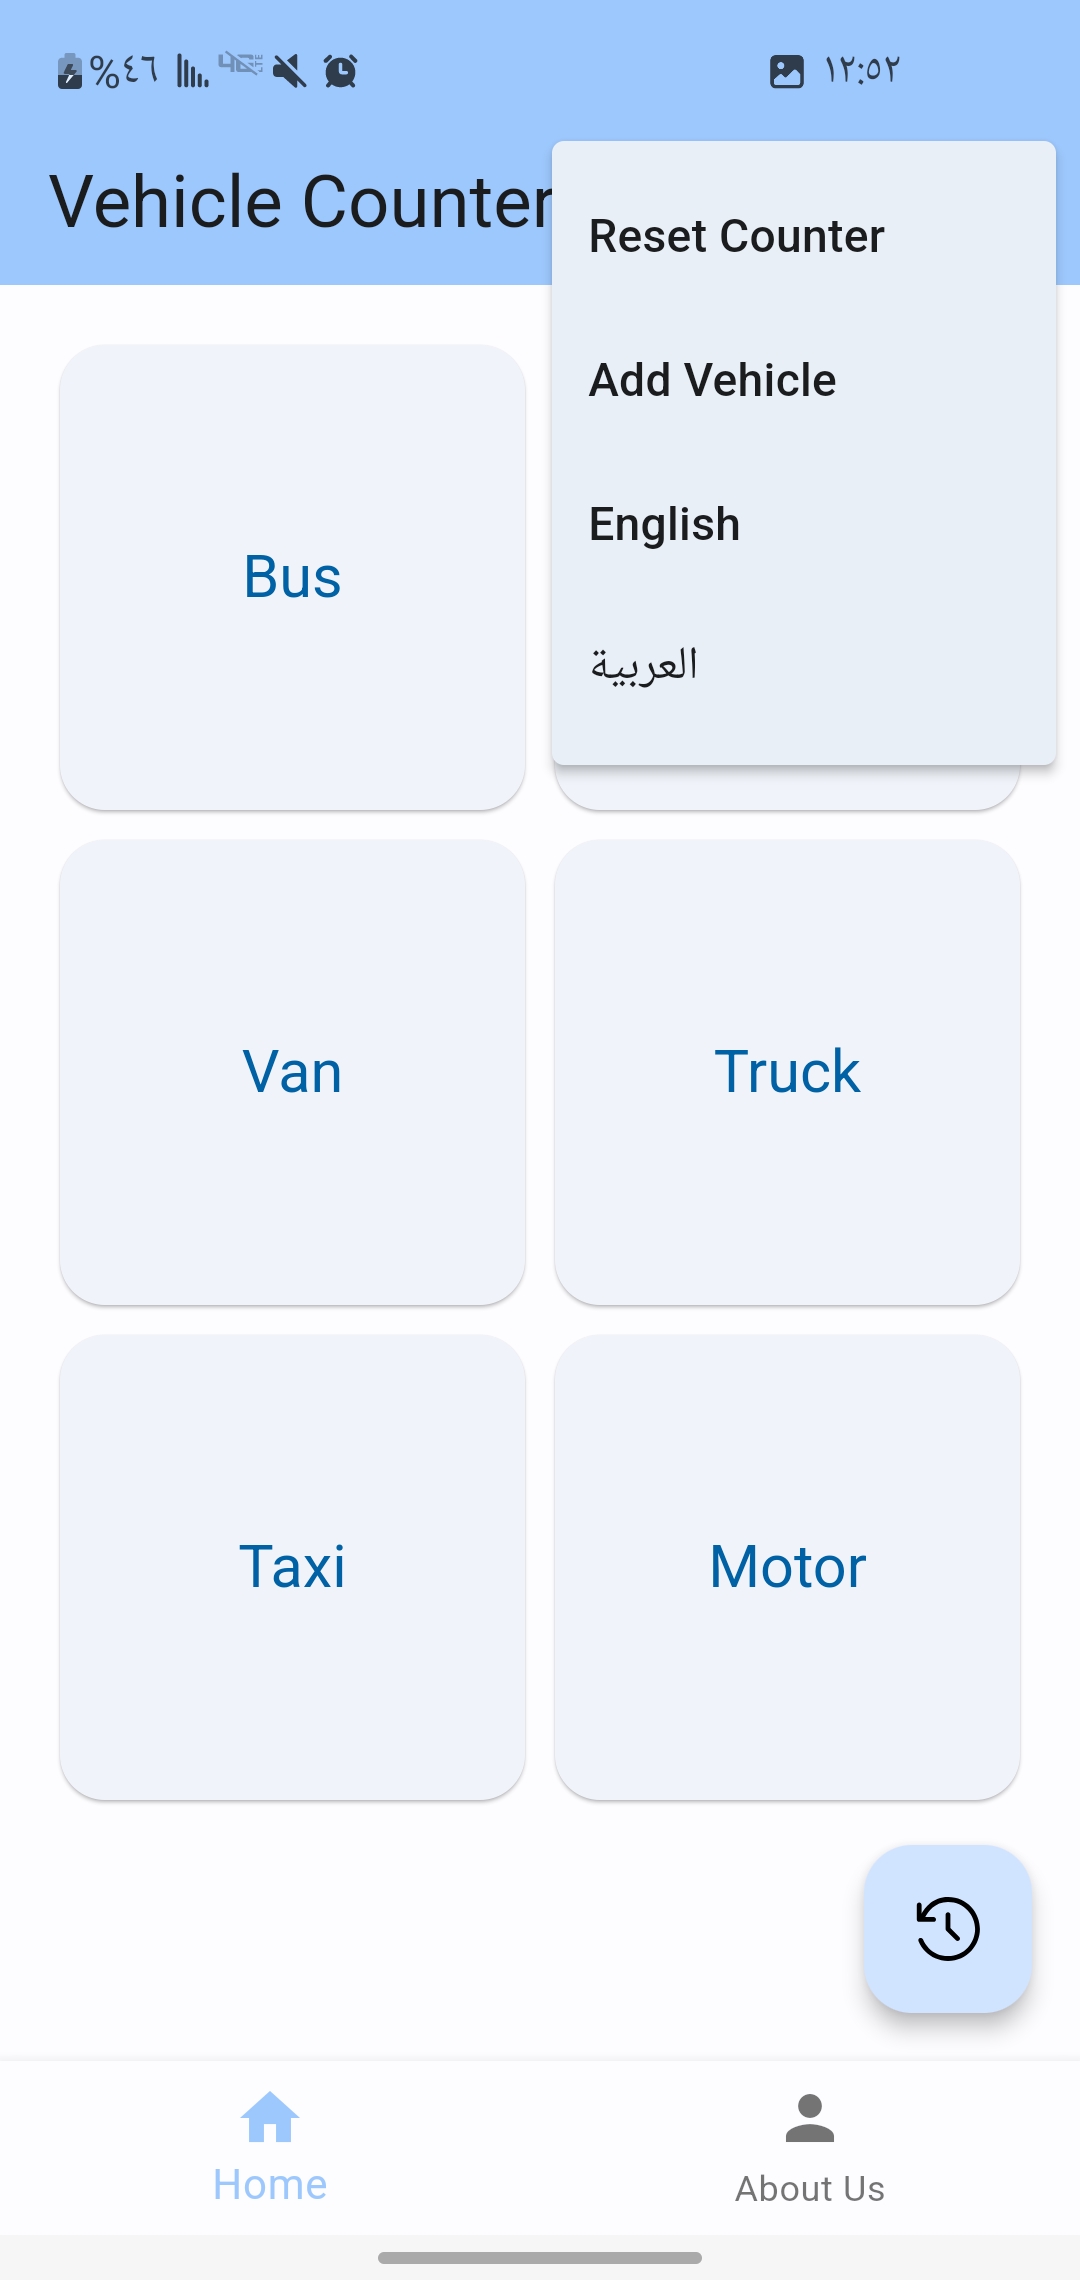 %٤٦ ١٢:٥٢
Vehicle Counter
Reset Counter
Add Vehicle
English
العربية
Bus
Van Truck
Taxi Motor
Home About Us